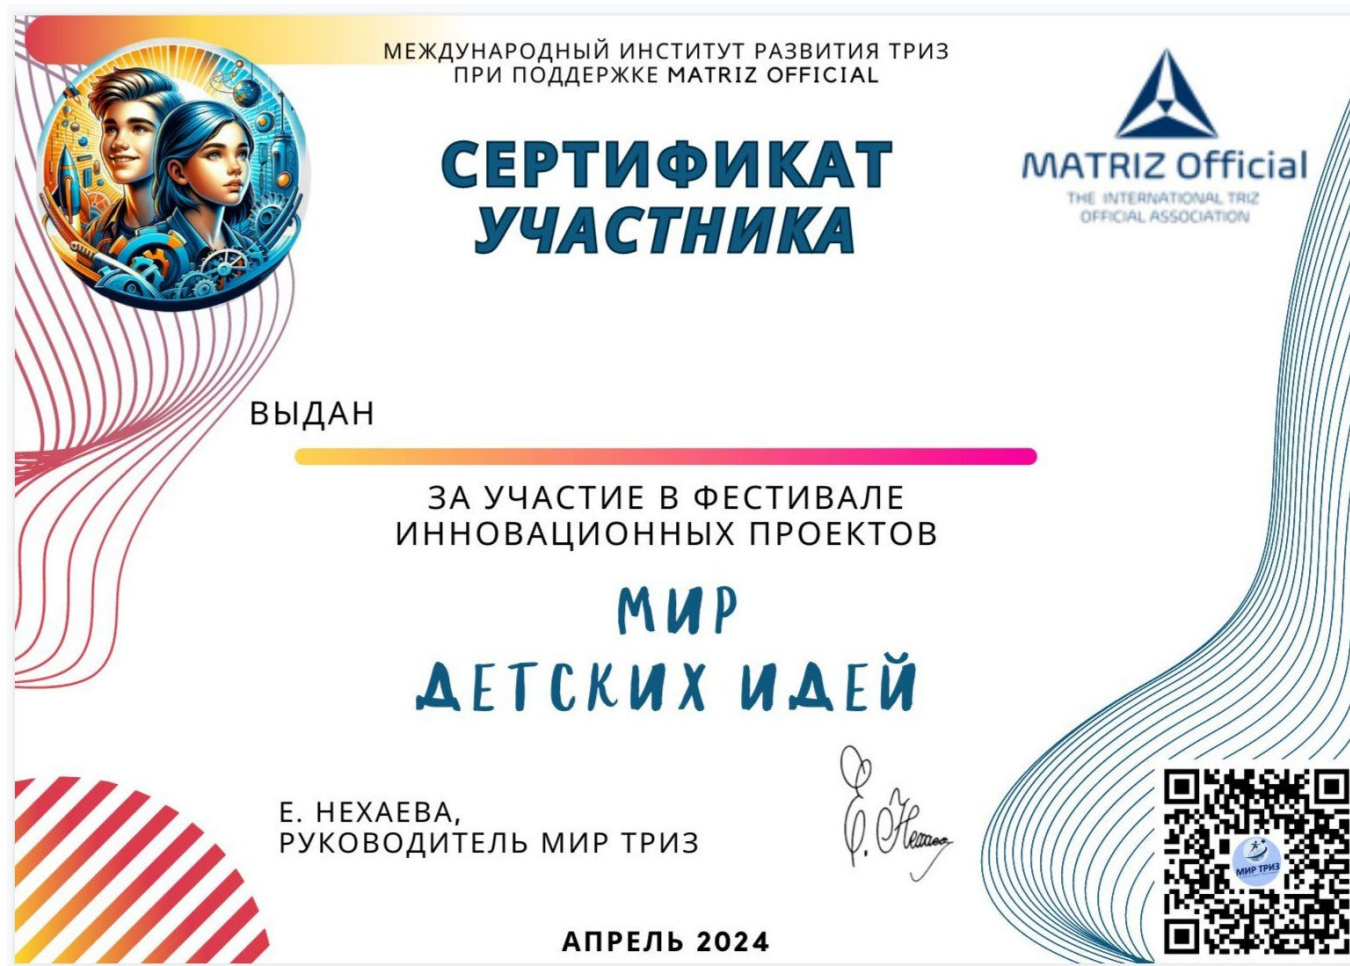 МЕЖДУНАРОДНЫЙ ИНСТИТУТ РАЗВИТИЯ ТРИЗ
ПРИ ПОДДЕРЖКЕ MATRIZ OFFICIAL
СЕРТИФИКАТ
УЧАСТНИКА
MATRIZ Official
THE INTERNATIONAL TRIZ
OFFICIAL ASSOCIATION
ВЫДАН
ЗА УЧАСТИЕ В ФЕСТИВАЛЕ
ИННОВАЦИОННЫХ ПРОЕКТОВ
МИР
ДЕТСКИХ ИДЕЙ
Е. НЕХАЕВА,
РУКОВОДИТЕЛЬ МИР ТРИЗ
МИР ТРИЗ
АПРЕЛЬ 2024